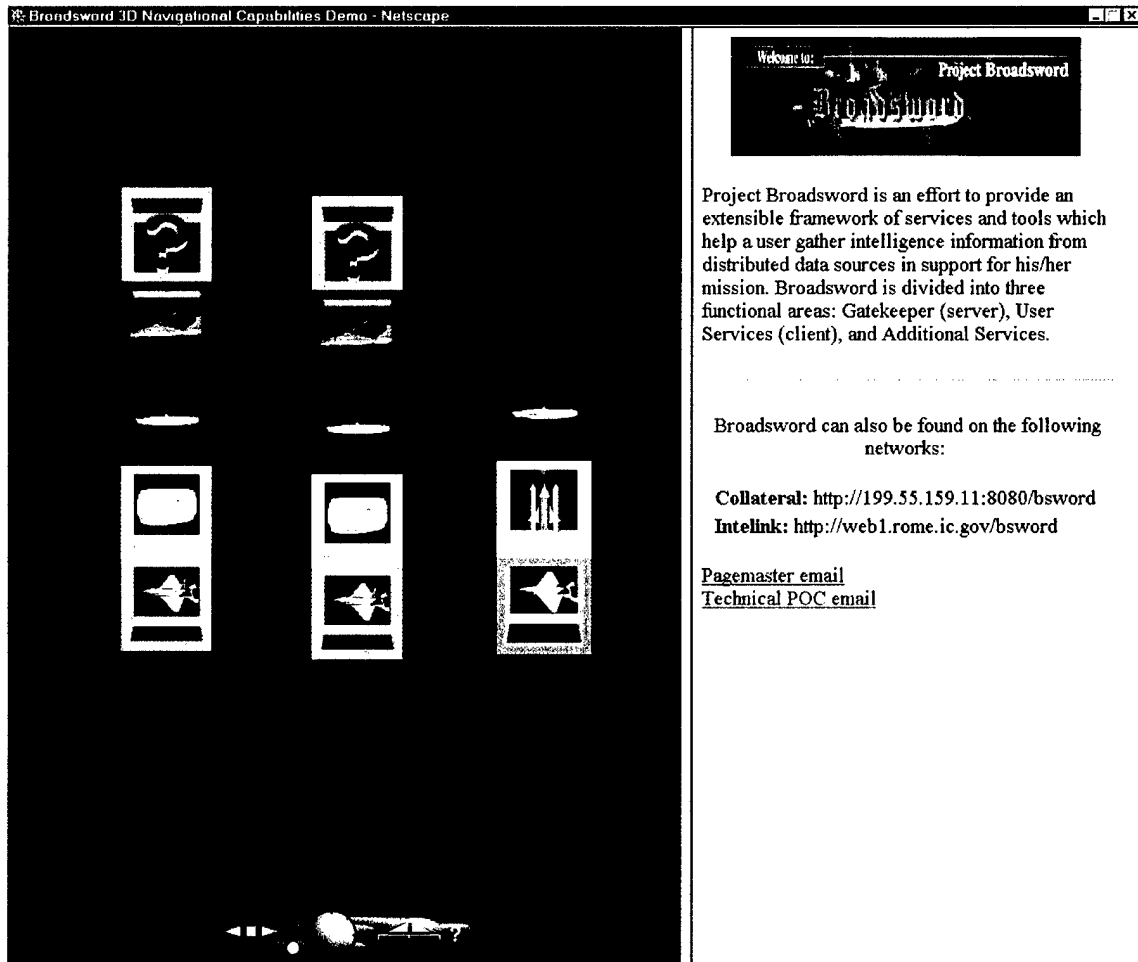 Broadsword 3D Navigational Capabilities Demo - Netscape
Welcome to:
Project Broadsword
Broadsword
Project Broadsword is an effort to provide an
extensible framework of services and tools which
help a user gather intelligence information from
distributed data sources in support for his/her
mission. Broadsword is divided into three
functional areas: Gatekeeper (server), User
Services (client), and Additional Services.
Broadsword can also be found on the following
networks:
Collateral: http://199.55.159.11:8080/bsword
Intelink: http://web1.rome.ic.gov/bsword
Pagemaster email
Technical POC email
?